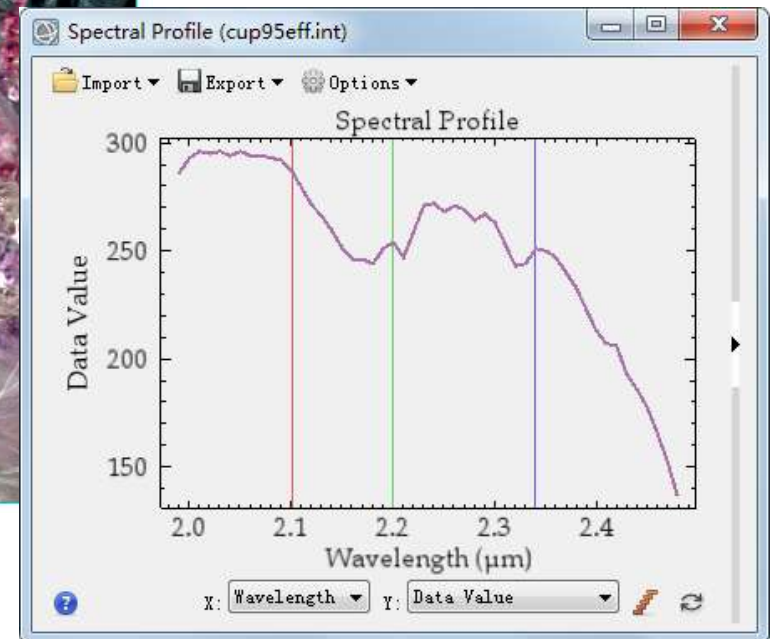 Spectral Profile (cup95eff.int)
Import Export Options
Spectral Profile
300
250
200
150
Data Value
2.0 2.1 2.2 2.3 2.4
Wavelength (μm)
X: Wavelength Y: Data Value